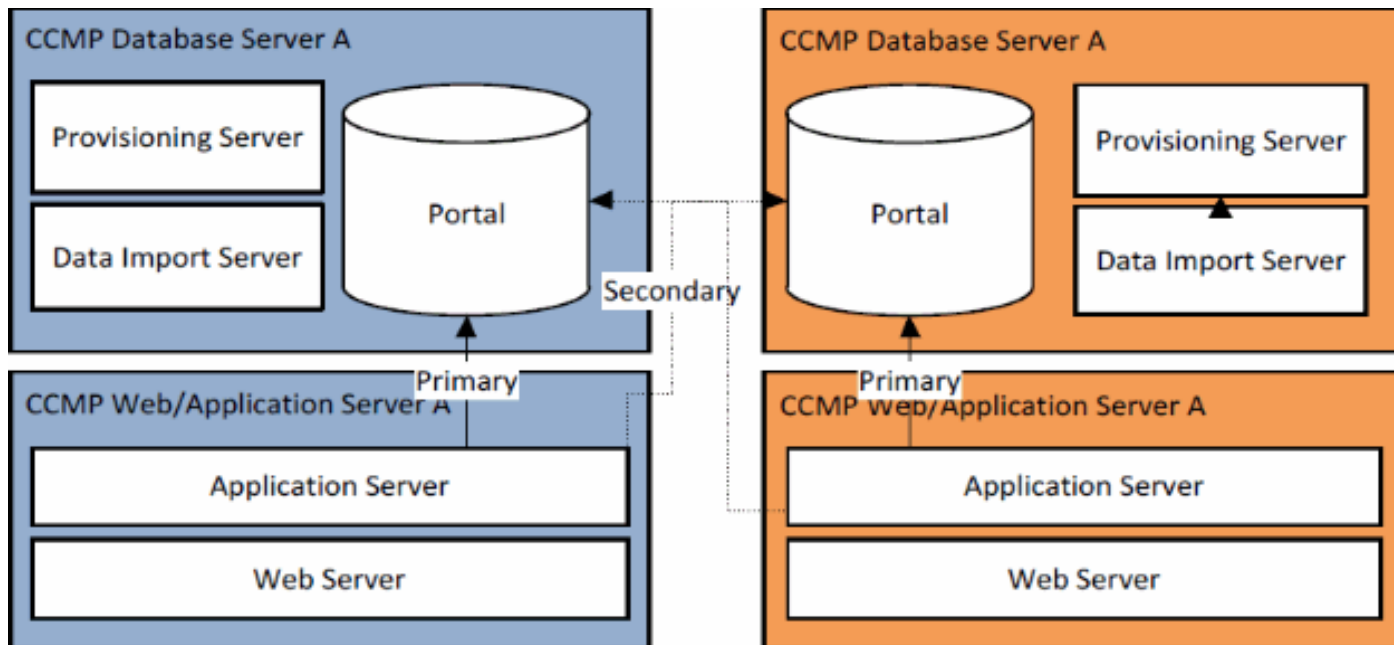 CCMP Database Server A
Provisioning Server
Data Import Server
Portal
Secondary
CCMP Database Server A
Portal
Provisioning Server
Data Import Server
Primary
CCMP Web/Application Server A
Application Server
Web Server
Primary
CCMP Web/Application Server A
Application Server
Web Server